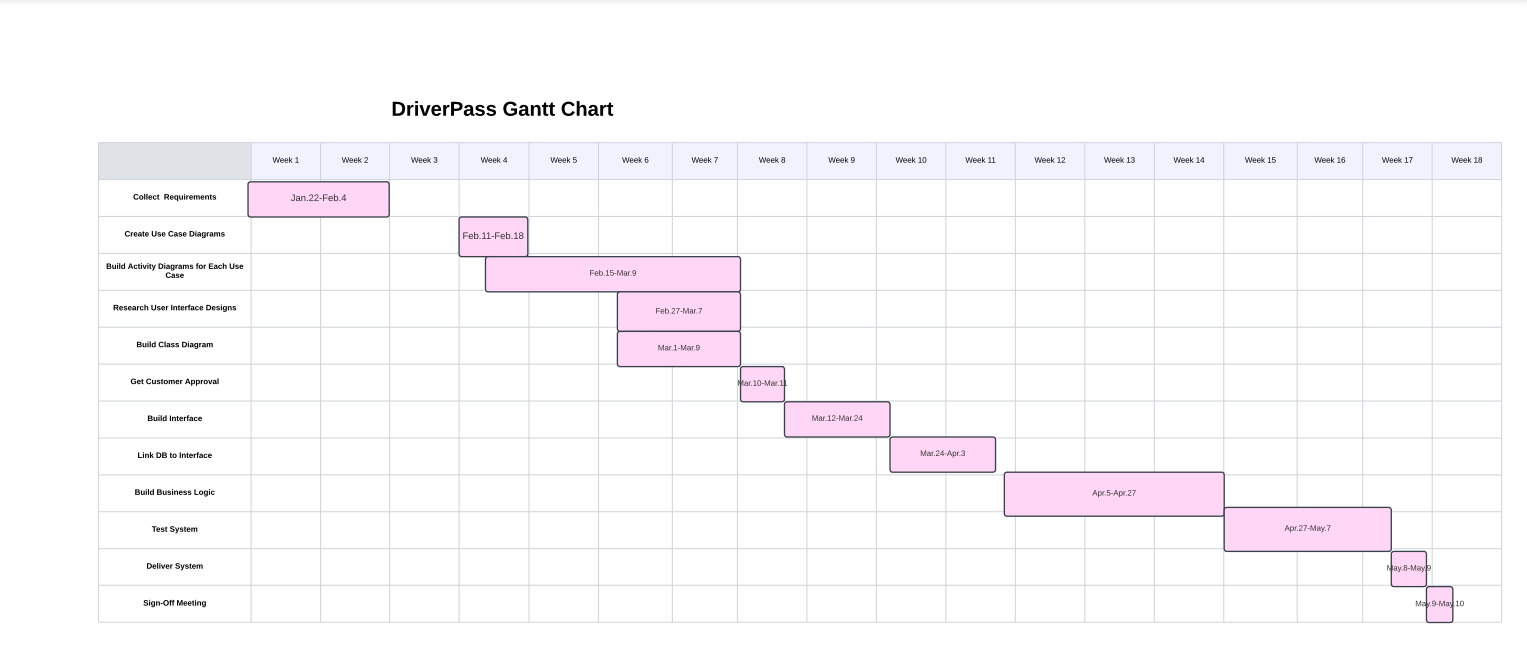 DriverPass Gantt Chart
Week 1 Week 2 Week 3 Week 4 Week 5 Week 6 Week 7 Week 8 Week 9 Week 10 Week 11 Week 12 Week 13 Week 14 Week 15 Week 16 Week 17 Week 18
Collect Requirements Jan.22-Feb.4
Create Use Case Diagrams Feb.11-Feb.18
Build Activity Diagrams for Each Use
Case Feb.15-Mar.9
Research User Interface Designs Feb.27-Mar.7
Build Class Diagram Mar.1-Mar.9
Get Customer Approval Mar.10-Mar.11
Build Interface Mar.12-Mar.24
Link DB to Interface Mar.24-Apr.3
Build Business Logic Apr.5-Apr.27
Test System Apr.27-May.7
Deliver System May.8-May.9
Sign-Off Meeting May.9-May.10